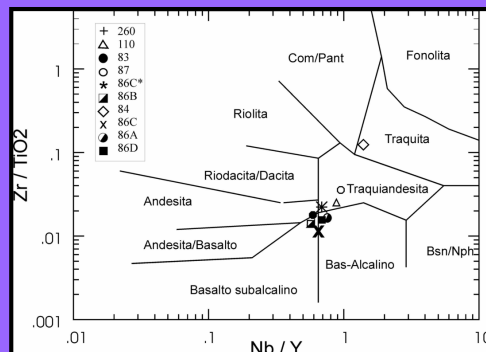 + 260
△ 110
● 83
○ 87
86C*
86B
◇ 84
86C
86A
■ 86D
Com/Pant
Fonolita
Riolita
Traquita
Riodacita/Dacita
Traquiandesita
Andesita
Andesita/Basalto
Bas-Alcalino
Bsn/Nph
Basalto subalcalino
Zr / TiO2
1
.1
.01
.001
.01
.1
1
10
Nb / Y